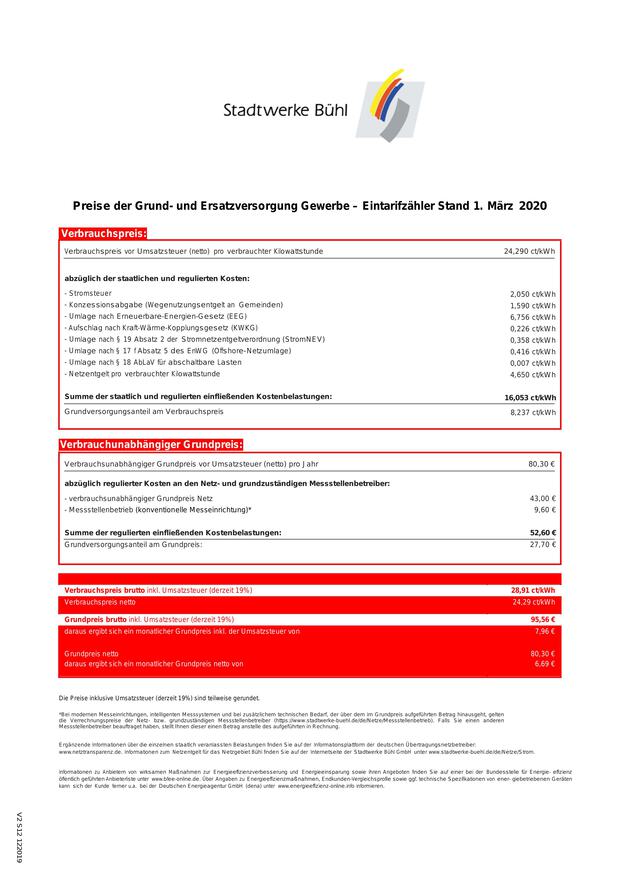 Stadtwerke Bühl
Preise der Grund- und Ersatzversorgung Gewerbe – Eintarifzähler Stand 1. März 2020
Verbrauchspreis:
Verbrauchspreis vor Umsatzsteuer (netto) pro verbrauchter Kilowattstunde 24,290 ct/kWh
abzüglich der staatlichen und regulierten Kosten:
- Stromsteuer 2,050 ct/kWh
- Konzessionsabgabe (Wegenutzungsentgelt an Gemeinden) 1,590 ct/kWh
- Umlage nach Erneuerbare-Energien-Gesetz (EEG) 6,756 ct/kWh
- Aufschlag nach Kraft-Wärme-Kopplungsgesetz (KWKG) 0,226 ct/kWh
- Umlage nach § 19 Absatz 2 der Stromnetzentgeltverordnung (StromNEV) 0,358 ct/kWh
- Umlage nach § 17 f Absatz 5 des EnWG (Offshore-Netzumlage) 0,416 ct/kWh
- Umlage nach § 18 AbLaV für abschaltbare Lasten 0,007 ct/kWh
- Netzentgelt pro verbrauchter Kilowattstunde 4,650 ct/kWh
Summe der staatlich und regulierten einfließenden Kostenbelastungen: 16,053 ct/kWh
Grundversorgungsanteil am Verbrauchspreis 8,237 ct/kWh
Verbrauchunabhängiger Grundpreis:
Verbrauchsunabhängiger Grundpreis vor Umsatzsteuer (netto) pro Jahr 80,30 €
abzüglich regulierter Kosten an den Netz- und grundzuständigen Messstellenbetreiber:
- verbrauchsunabhängiger Grundpreis Netz 43,00 €
- Messstellenbetrieb (konventionelle Messeinrichtung)* 9,60 €
Summe der regulierten einfließenden Kostenbelastungen: 52,60 €
Grundversorgungsanteil am Grundpreis: 27,70 €
Verbrauchspreis brutto inkl. Umsatzsteuer (derzeit 19%) 28,91 ct/kWh
Verbrauchspreis netto 24,29 ct/kWh
Grundpreis brutto inkl. Umsatzsteuer (derzeit 19%) 95,56 €
daraus ergibt sich ein monatlicher Grundpreis inkl. der Umsatzsteuer von 7,96 €
Grundpreis netto 80,30 €
daraus ergibt sich ein monatlicher Grundpreis netto von 6,69 €
Die Preise inklusive Umsatzsteuer (derzeit 19%) sind teilweise gerundet.
*Bei modernen Messeinrichtungen, intelligenten Messsystemen und bei zusätzlichem technischen Bedarf, der über dem im Grundpreis aufgeführten Betrag hinausgeht, gelten
die Verrechnungspreise der Netz- bzw. grundzuständigen Messstellenbetreiber (https://www.stadtwerke-buehl.de/de/Netze/Messstellenbetrieb). Falls Sie einen anderen
Messstellenbetreiber beauftragt haben, stellt Ihnen dieser einen Betrag anstelle des aufgeführten in Rechnung.
Ergänzende Informationen über die einzelnen staatlich veranlassten Belastungen finden Sie auf der Informationsplattform der deutschen Übertragungsnetzbetreiber:
www.netztransparenz.de. Informationen zum Netzentgelt für das Netzgebiet Bühl finden Sie auf der Internetseite der Stadtwerke Bühl GmbH unter www.stadtwerke-buehl.de/de/Netze/Strom.
Informationen zu Anbietern von wirksamen Maßnahmen zur Energieeffizienzverbesserung und Energieeinsparung sowie ihren Angeboten finden Sie auf einer bei der Bundesstelle für Energie- effizienz
öffentlich geführten Anbieterliste unter www.bfee-online.de. Über Angaben zu Energieeffizienzmaßnahmen, Endkunden-Vergleichsprofile sowie ggf. technische Spezifikationen von ener- giebetriebenen Geräten
kann sich der Kunde ferner u.a. bei der Deutschen Energieagentur GmbH (dena) unter www.energieeffizienz-online.info informieren.
V2 S12 122019